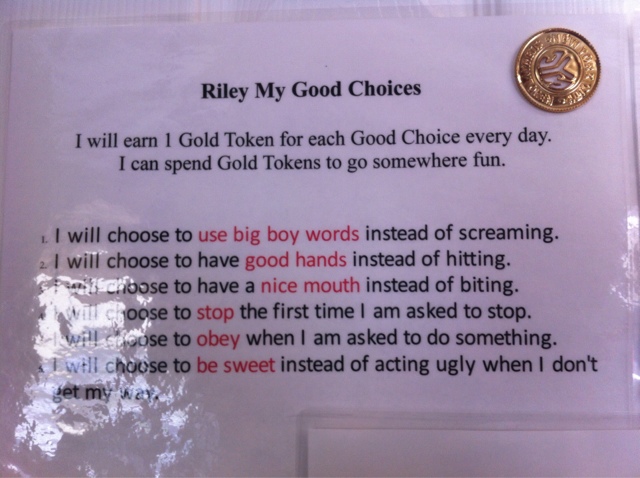 Riley My Good Choices
I will earn 1 Gold Token for each Good Choice every day.
I can spend Gold Tokens to go somewhere fun.
1. I will choose to use big boy words instead of screaming.
2. I will choose to have good hands instead of hitting.
I will choose to have a nice mouth instead of biting.
I will choose to stop the first time I am asked to stop.
I will choose to obey when I am asked to do something.
I will choose to be sweet instead of acting ugly when I don't
get my way.